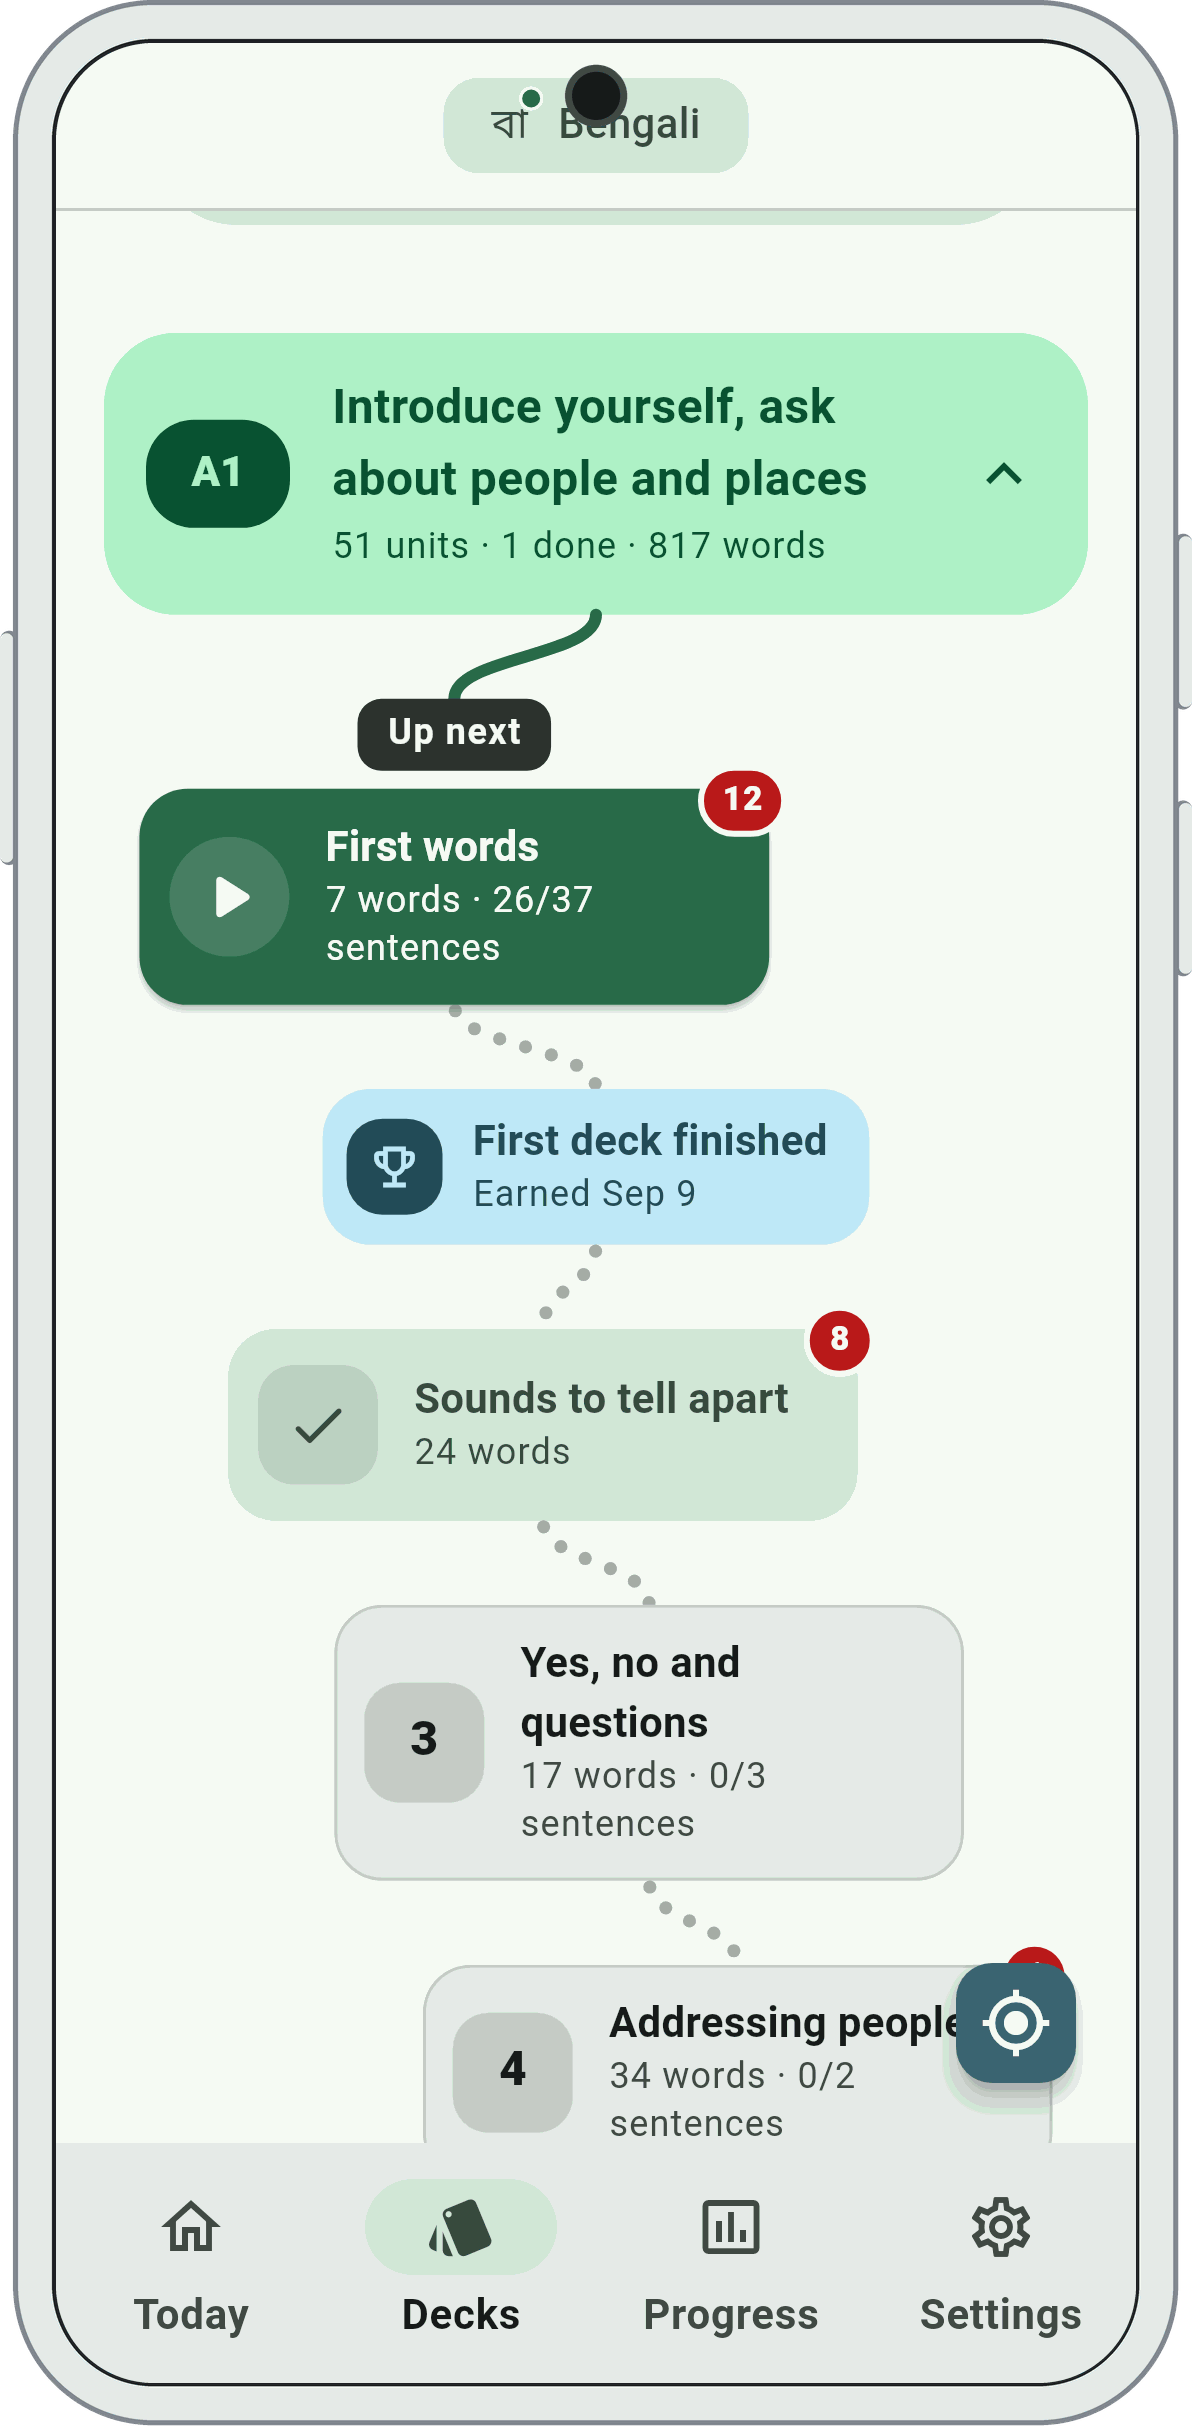 বা Bengali
Introduce yourself, ask
about people and places
A1
51 units · 1 done · 817 words
Up next
12
First words
7 words · 26/37
sentences
First deck finished
Earned Sep 9
8
Sounds to tell apart
24 words
Yes, no and
questions
3
17 words · 0/3
sentences
Addressing people
4
34 words · 0/2
sentences
Today
Decks
Progress
Settings